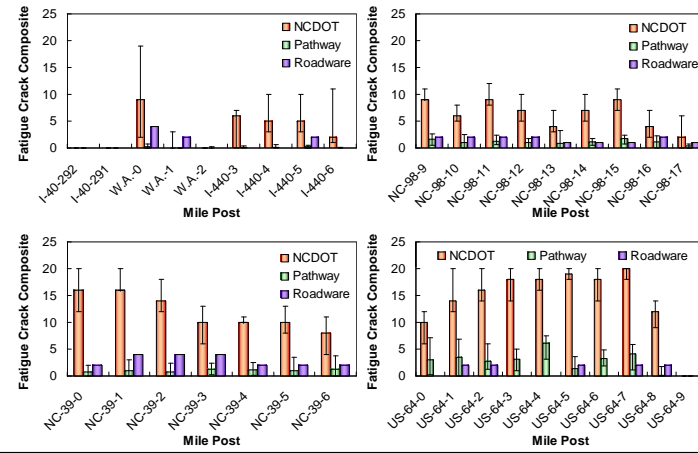 Fatigue Crack Composite
25
20
15
10
5
0
NCDOT
Pathway
Roadware
I-40-292
I-40-291
W.A.-0
W.A.-1
W.A.-2
I-440-3
I-440-4
I-440-5
I-440-6
Mile Post
Fatigue Crack Composite
25
20
15
10
5
0
NCDOT
Pathway
Roadware
NC-98-9
NC-98-10
NC-98-11
NC-98-12
NC-98-13
NC-98-14
NC-98-15
NC-98-16
NC-98-17
Mile Post
Fatigue Crack Composite
25
20
15
10
5
0
NCDOT
Pathway
Roadware
NC-39-0
NC-39-1
NC-39-2
NC-39-3
NC-39-4
NC-39-5
NC-39-6
Mile Post
Fatigue Crack Composite
25
20
15
10
5
0
NCDOT Pathway Roadware
US-64-0
US-64-1
US-64-2
US-64-3
US-64-4
US-64-5
US-64-6
US-64-7
US-64-8
US-64-9
Mile Post